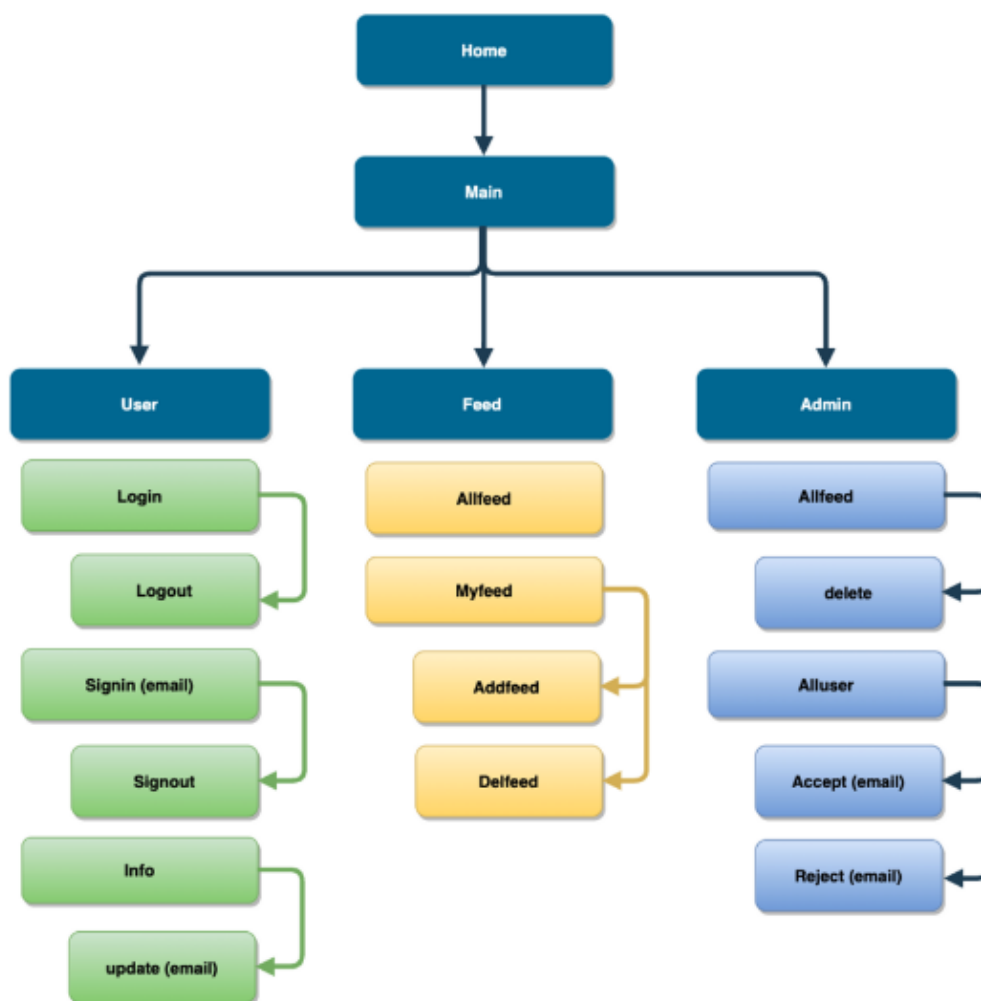 Home
Main
User
Feed
Admin
Login
Logout
Signin (email)
Signout
Info
update (email)
Allfeed
Myfeed
Addfeed
Delfeed
Allfeed
delete
Alluser
Accept (email)
Reject (email)